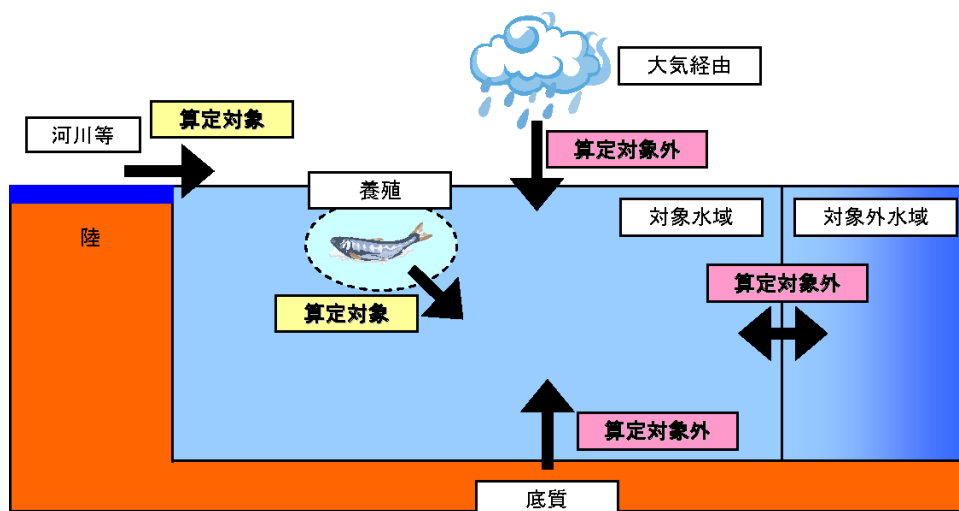 大気経由
算定対象
河川等
算定対象外
養殖
陸
対象水域
対象外水域
算定対象外
算定対象
算定対象外
底質